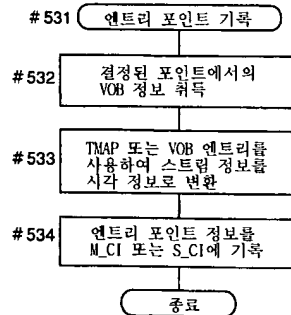 #531 엔트리 포인트 기록
#532
결정된 포인트에서의
VOB 정보 취득
#533
TMAP 또는 VOB 엔트리를
사용하여 스트림 정보를
시각 정보로 변환
#534
엔트리 포인트 정보를
M_CI 또는 S_CI에 기록
종료